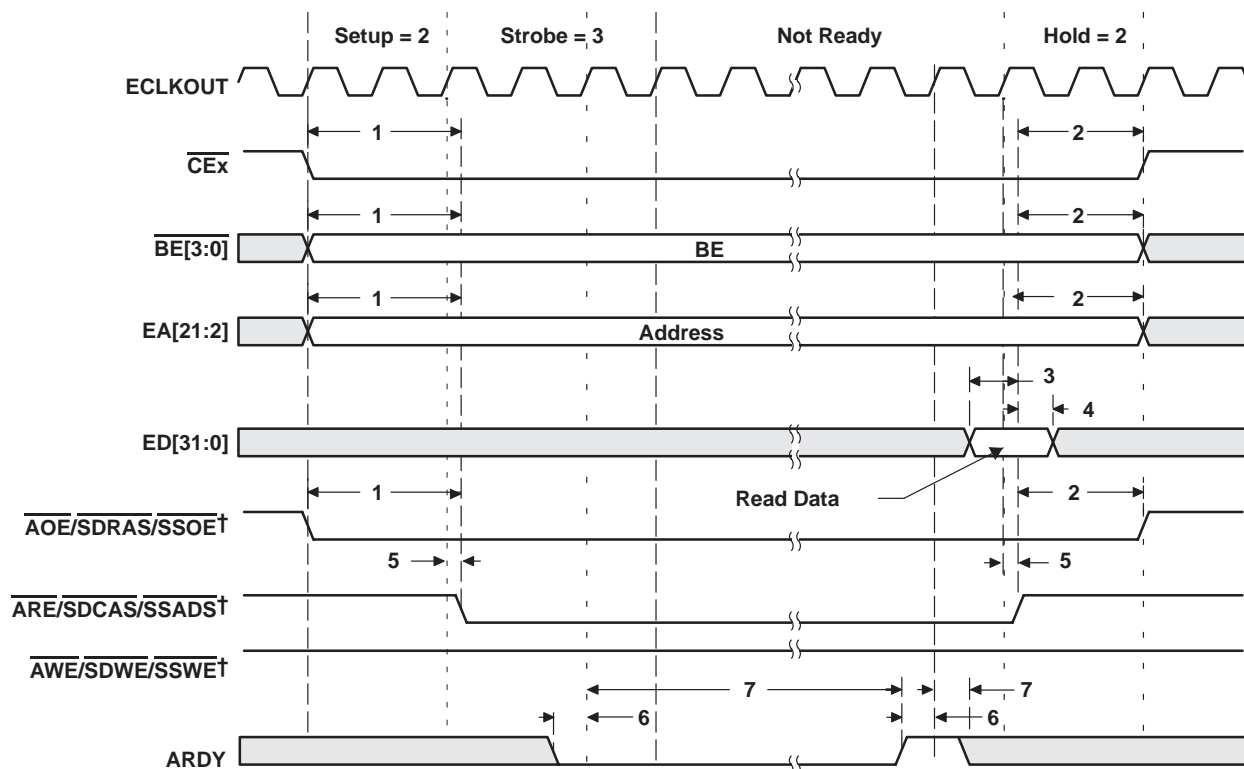 Setup = 2 Strobe = 3 Not Ready Hold = 2
ECLKOUT
1 2
CEx
1 2
BE[3:0] BE
1 2
EA[21:2] Address
3
4
ED[31:0]
Read Data
1 2
AOE/SDRAS/SSOE†
5 5
ARE/SDCAS/SSADS†
AWE/SDWE/SSWE†
7 7
6 6
ARDY